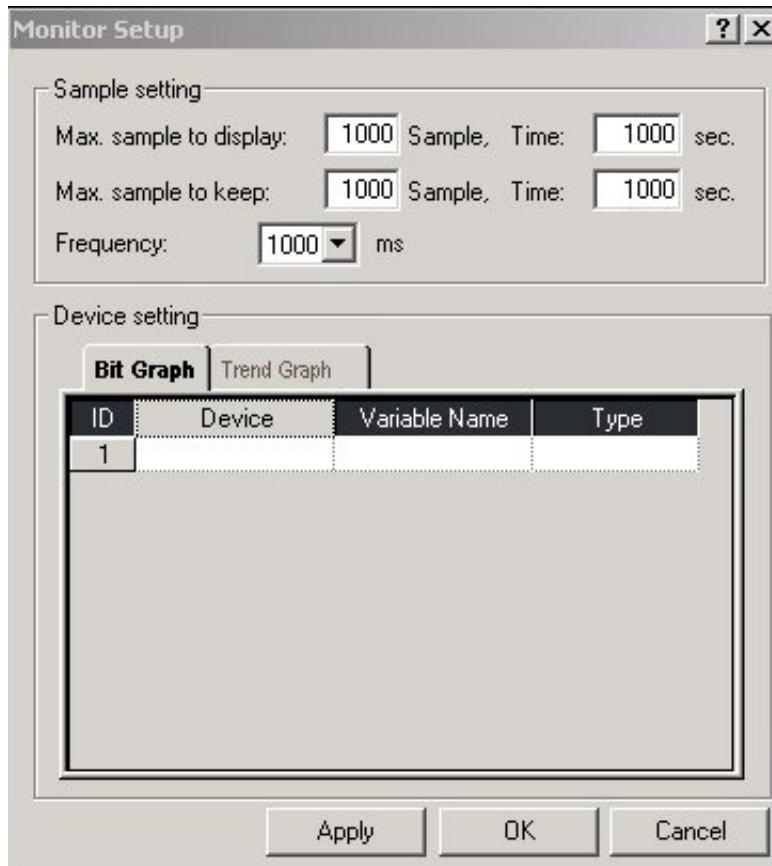 Monitor Setup
Sample setting
Max. sample to display: 1000 Sample, Time: 1000 sec.
Max. sample to keep: 1000 Sample, Time: 1000 sec.
Frequency: 1000 ms
Device setting
Bit Graph Trend Graph
ID Device Variable Name Type
1
Apply OK Cancel